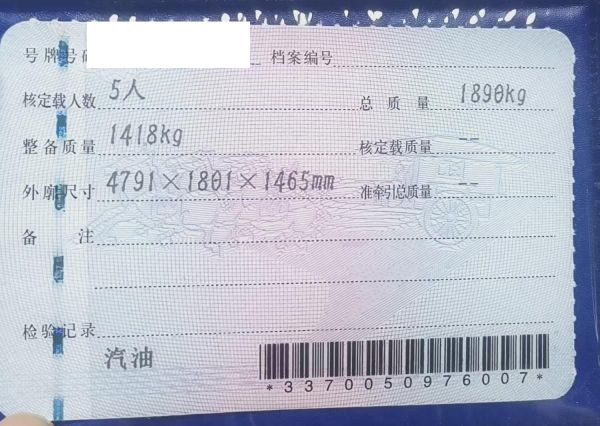 号牌号码 档案编号
核定载人数 5人 总质量 1890kg
整备质量 1418kg 核定载质量 --
外廓尺寸 4791×1801×1465mm 准牵引总质量 --
备注
检验记录
汽油
*3370050976007*